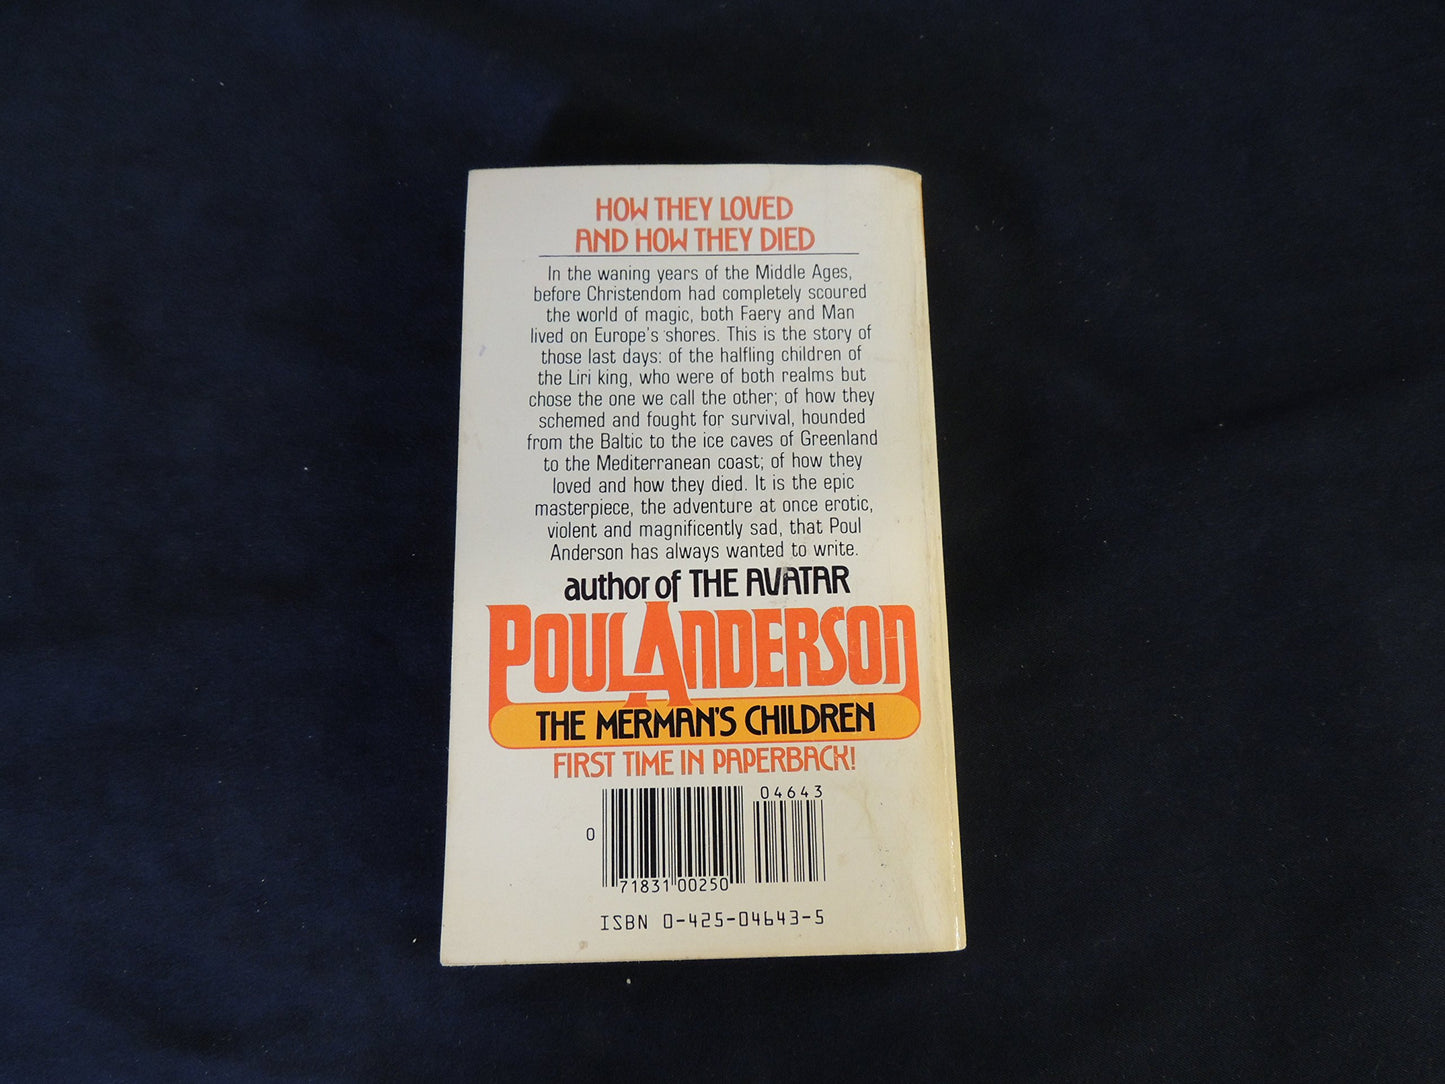 HOW THEY LOVED
AND HOW THEY DIED
In the waning years of the Middle Ages,
before Christendom had completely scoured
the world of magic, both Faery and Man
lived on Europe's shores. This is the story of
those last days: of the halfling children of
the Liri king, who were of both realms but
chose the one we call the other; of how they
schemed and fought for survival, hounded
from the Baltic to the ice caves of Greenland
to the Mediterranean coast; of how they
loved and how they died. It is the epic
masterpiece, the adventure at once erotic,
violent and magnificently sad, that Poul
Anderson has always wanted to write.
author of THE AVATAR
POUL ANDERSON
THE MERMAN'S CHILDREN
FIRST TIME IN PAPERBACK!
04643
0
71831 00250
ISBN 0-425-04643-5